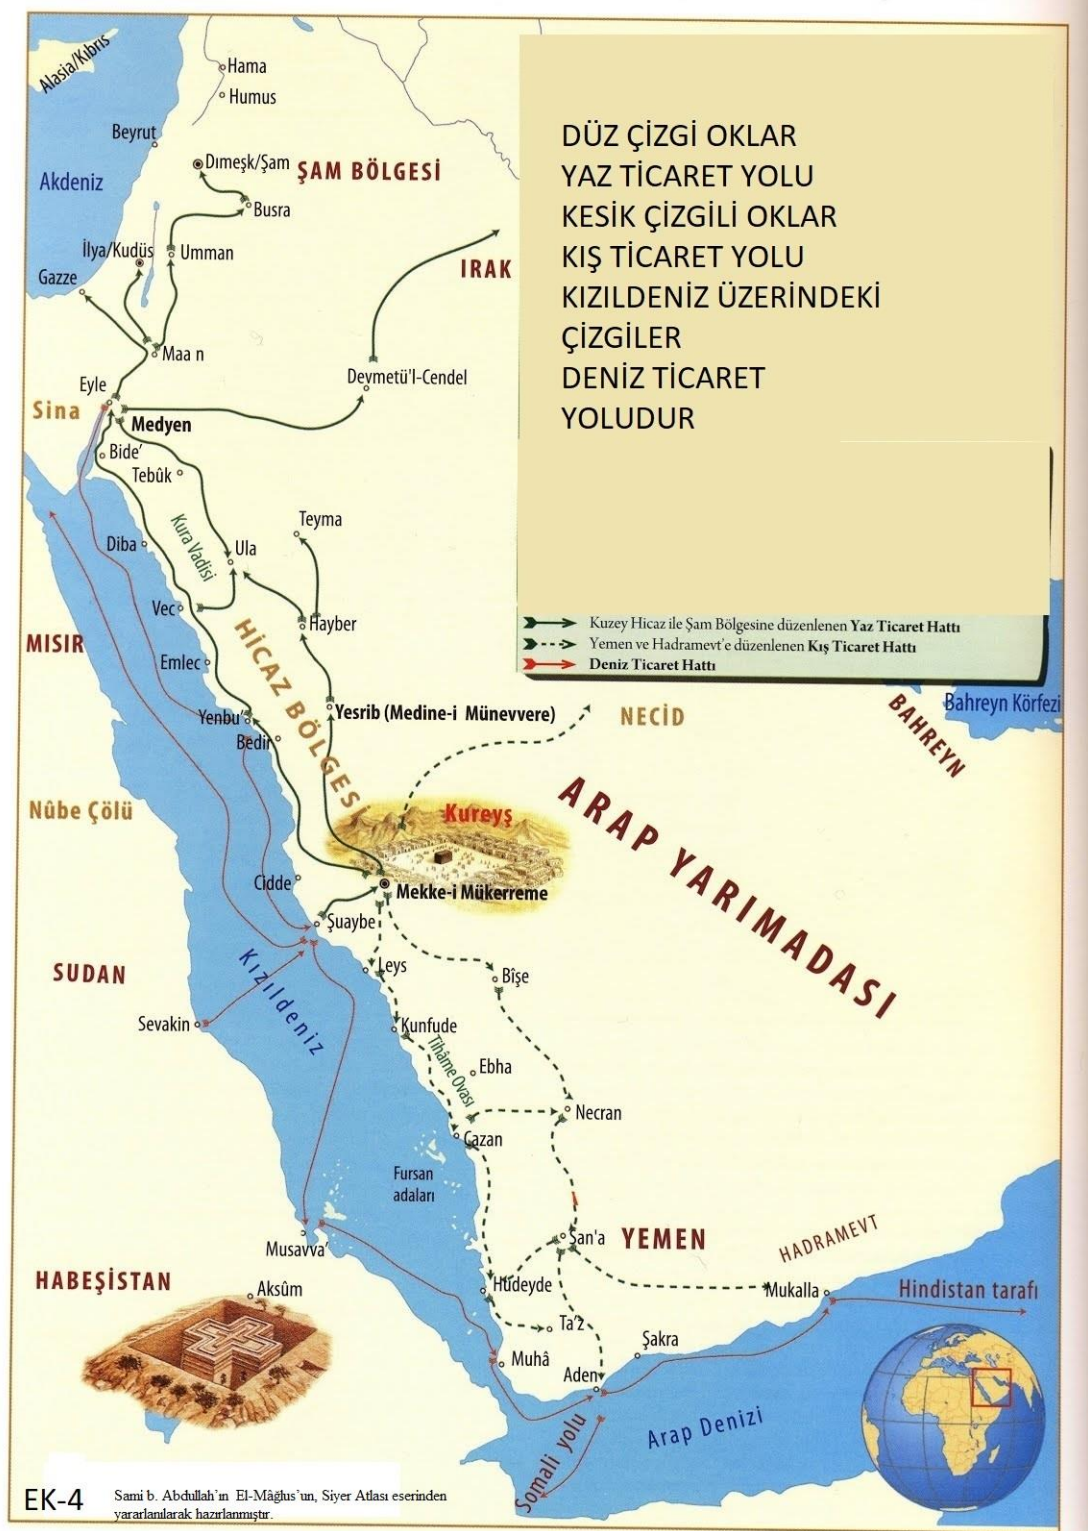 Alasia/Kıbrıs
Hama
Humus
Beyrut
Akdeniz
Dımeşk/Şam
ŞAM BÖLGESİ
Busra
İlya/Kudüs
Umman
Gazze
IRAK
Maa n
Devmetü'l-Cendel
Eyle
Sina
Medyen
Bide'
Tebûk
Teyma
Kura Vadisi
Diba
Ula
Vec
Hayber
MISIR
HİCAZ BÖLGESİ
Emlec
Yenbu'
Yesrib (Medine-i Münevvere)
NECİD
Bedir
DÜZ ÇİZGİ OKLAR
YAZ TİCARET YOLU
KESİK ÇİZGİLİ OKLAR
KIŞ TİCARET YOLU
KIZILDENİZ ÜZERİNDEKİ
ÇİZGİLER
DENİZ TİCARET
YOLUDUR
Kuzey Hicaz ile Şam Bölgesine düzenlenen Yaz Ticaret Hattı
Yemen ve Hadramevt'e düzenlenen Kış Ticaret Hattı
Deniz Ticaret Hattı
BAHREYN
Bahreyn Körfezi
ARAP YARIMADASI
Nûbe Çölü
Kureyş
Cidde
Mekke-i Mükerreme
Şuaybe
SUDAN
Kızıldeniz
Leys
Bîşe
Sevakin
Kunfude
Tihâme Ovası
Ebha
Necran
Cazan
Fursan
adaları
Musavva'
San'a
YEMEN
HADRAMEVT
HABEŞİSTAN
Aksûm
Hudeyde
Mukalla
Hindistan tarafı
Ta'z
Muhâ
Şakra
Aden
Somali yolu
Arap Denizi
EK-4
Sami b. Abdullah'ın El-Mâğlus'un, Siyer Atlası eserinden
yararlanılarak hazırlanmıştır.